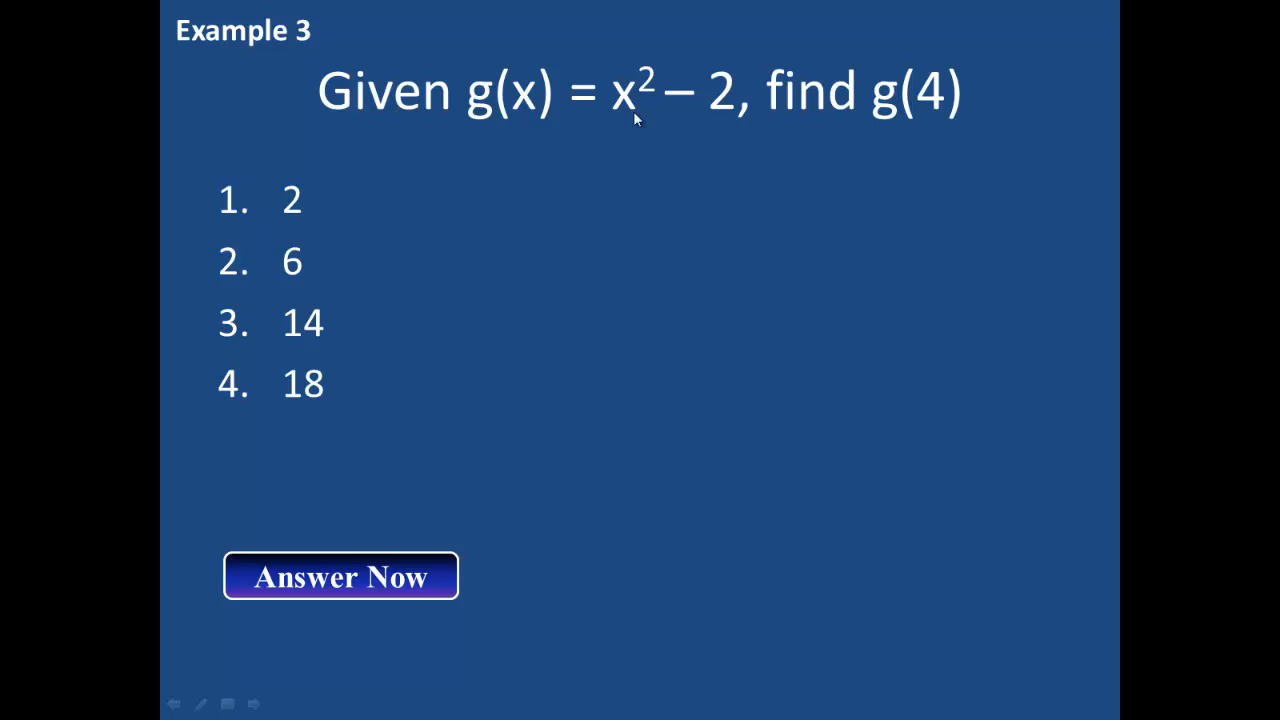 Example 3
Given g(x) = x² – 2, find g(4)
1. 2
2. 6
3. 14
4. 18
Answer Now